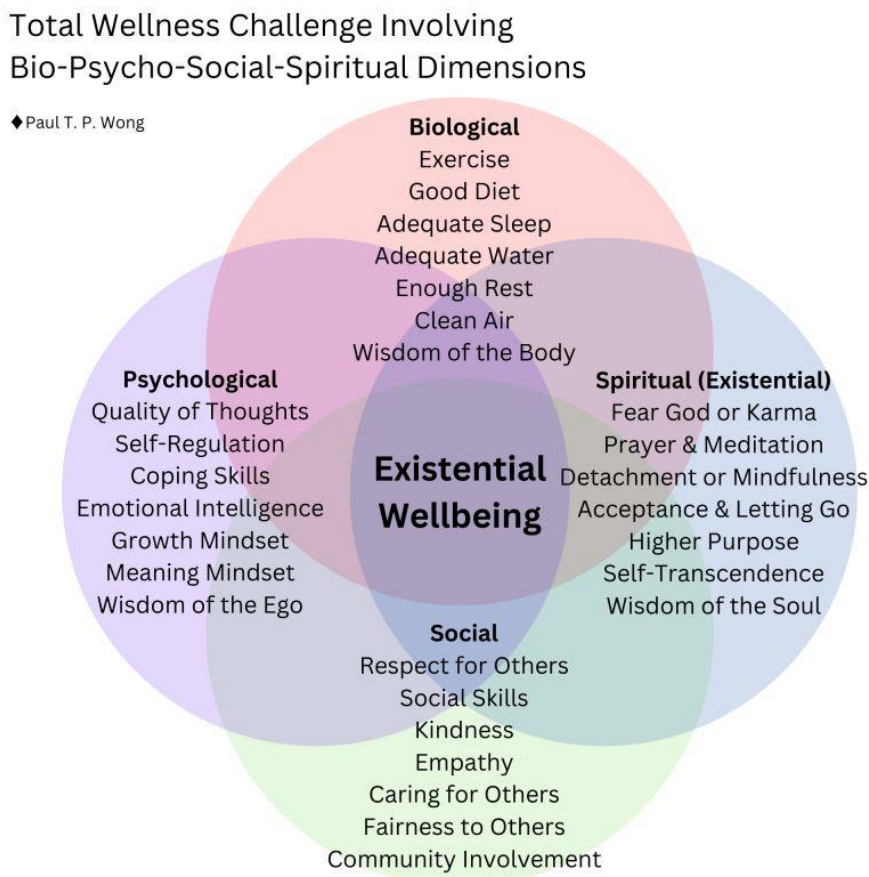 Total Wellness Challenge Involving
Bio-Psycho-Social-Spiritual Dimensions
♦Paul T. P. Wong
Biological
Exercise
Good Diet
Adequate Sleep
Adequate Water
Enough Rest
Clean Air
Wisdom of the Body
Psychological
Quality of Thoughts
Self-Regulation
Coping Skills
Emotional Intelligence
Growth Mindset
Meaning Mindset
Wisdom of the Ego
Existential
Wellbeing
Spiritual (Existential)
Fear God or Karma
Prayer & Meditation
Detachment or Mindfulness
Acceptance & Letting Go
Higher Purpose
Self-Transcendence
Wisdom of the Soul
Social
Respect for Others
Social Skills
Kindness
Empathy
Caring for Others
Fairness to Others
Community Involvement